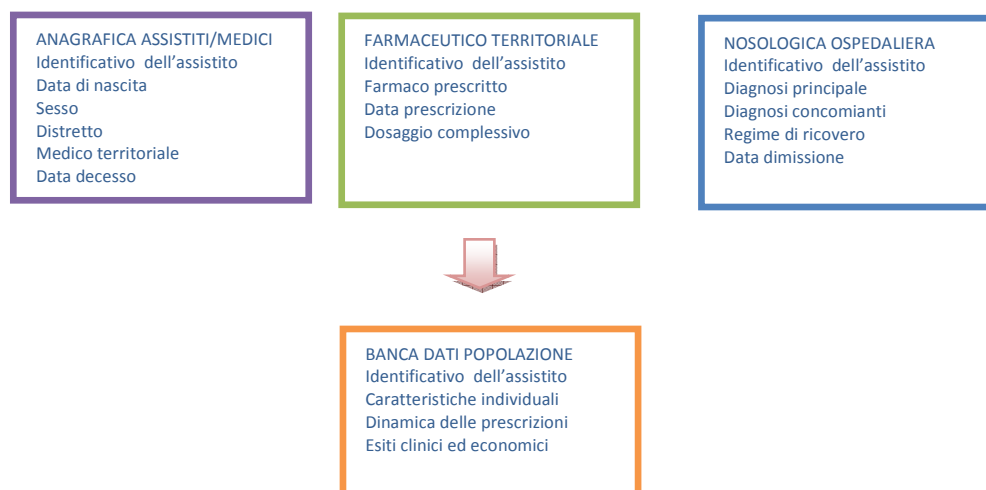 ANAGRAFICA ASSISTITI/MEDICI
Identificativo dell'assistito
Data di nascita
Sesso
Distretto
Medico territoriale
Data decesso
FARMACEUTICO TERRITORIALE
Identificativo dell'assistito
Farmaco prescritto
Data prescrizione
Dosaggio complessivo
NOSOLOGICA OSPEDALIERA
Identificativo dell'assistito
Diagnosi principale
Diagnosi concomianti
Regime di ricovero
Data dimissione
BANCA DATI POPOLAZIONE
Identificativo dell'assistito
Caratteristiche individuali
Dinamica delle prescrizioni
Esiti clinici ed economici